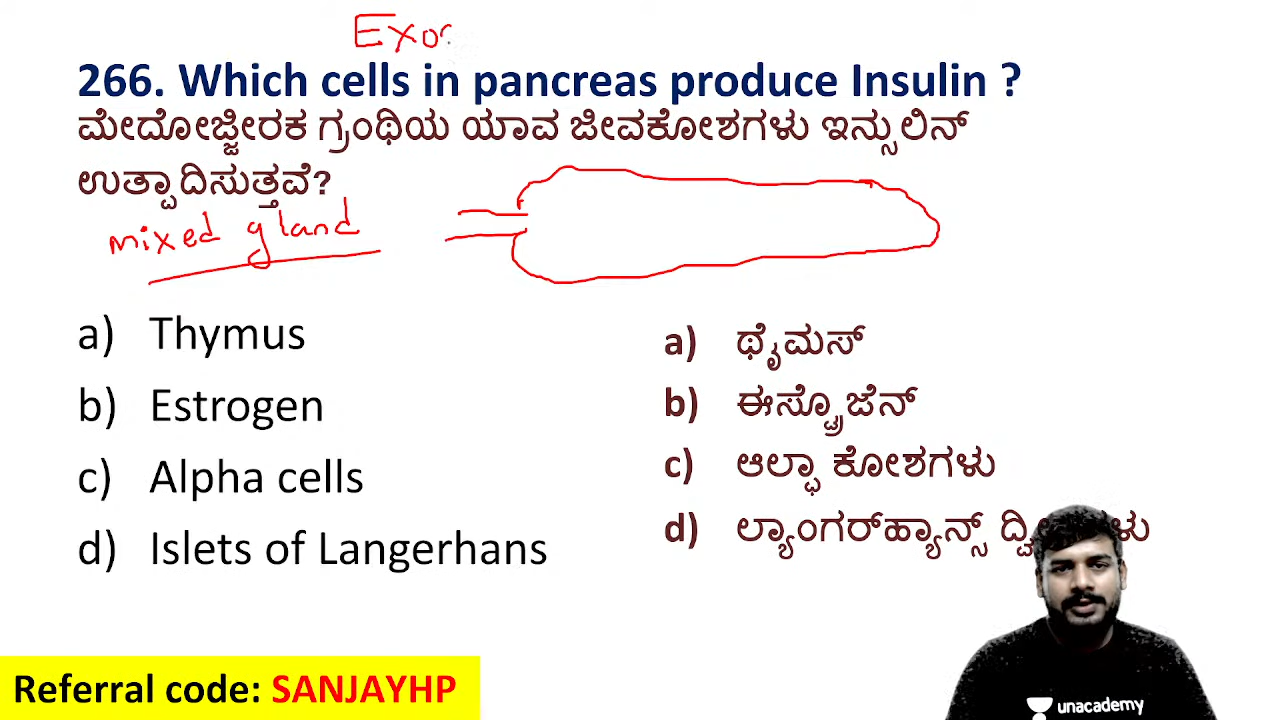 Exo
266. Which cells in pancreas produce Insulin ?
ಮೇದೋಜ್ಜೀರಕ ಗ್ರಂಥಿಯ ಯಾವ ಜೀವಕೋಶಗಳು ಇನ್ಸುಲಿನ್
ಉತ್ಪಾದಿಸುತ್ತವೆ?
mixed gland
a) Thymus
b) Estrogen
c) Alpha cells
d) Islets of Langerhans
a) ಥೈಮಸ್
b) ಈಸ್ಟ್ರೊಜೆನ್
c) ಆಲ್ಫಾ ಕೋಶಗಳು
d) ಲ್ಯಾಂಗರ್‌ಹ್ಯಾನ್ಸ್
Referral code: SANJAYHP
unacademy